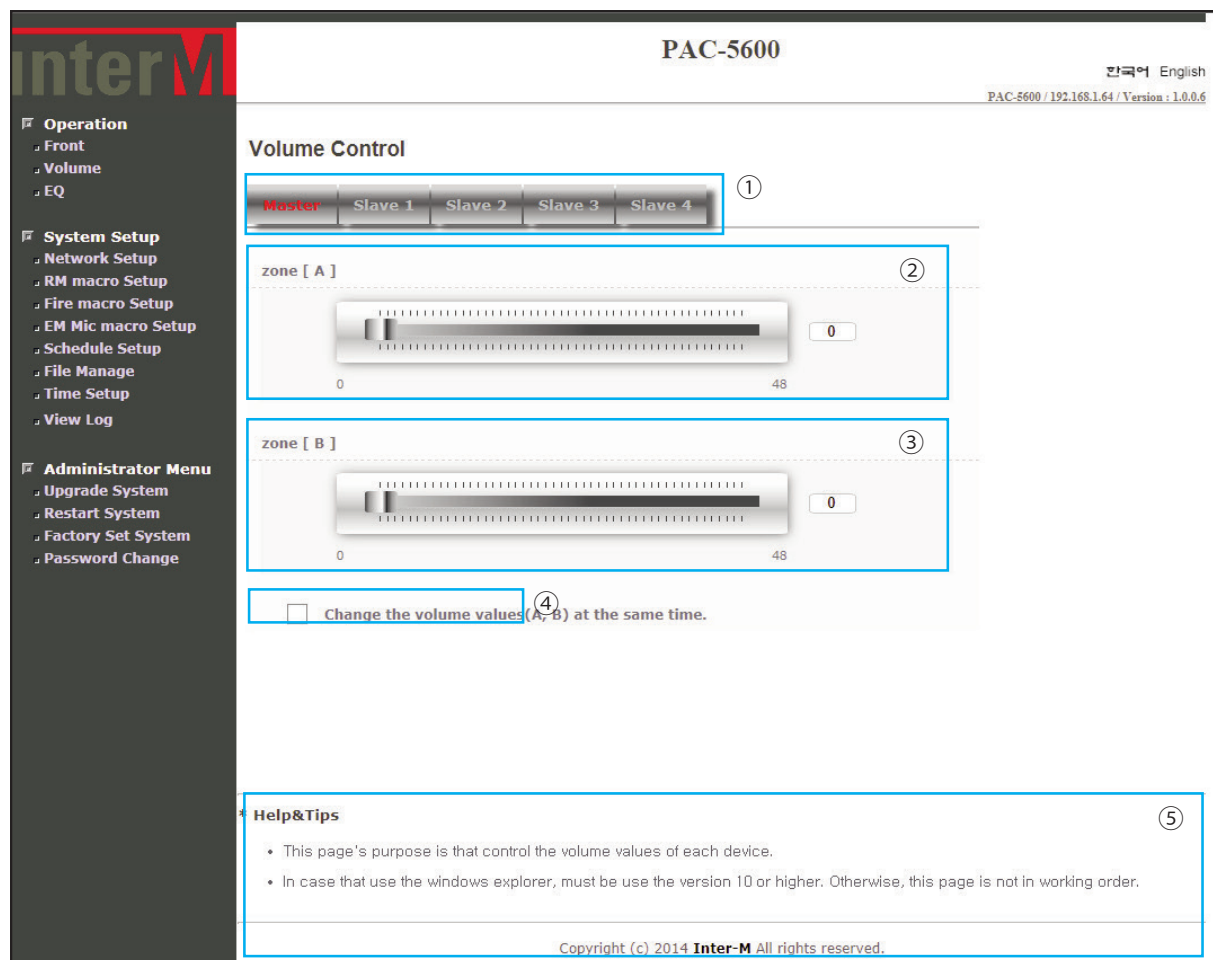 inter M
PAC-5600
한국어 English
PAC-5600 / 192.168.1.64 / Version : 1.0.0.6
Operation
Front
Volume
EQ
System Setup
Network Setup
RM macro Setup
Fire macro Setup
EM Mic macro Setup
Schedule Setup
File Manage
Time Setup
View Log
Administrator Menu
Upgrade System
Restart System
Factory Set System
Password Change
Volume Control
①
Master Slave 1 Slave 2 Slave 3 Slave 4
zone [ A ] ②
0
0 48
zone [ B ] ③
0
0 48
④
Change the volume values(A, B) at the same time.
* Help&Tips ⑤
• This page's purpose is that control the volume values of each device.
• In case that use the windows explorer, must be use the version 10 or higher. Otherwise, this page is not in working order.
Copyright (c) 2014 Inter-M All rights reserved.